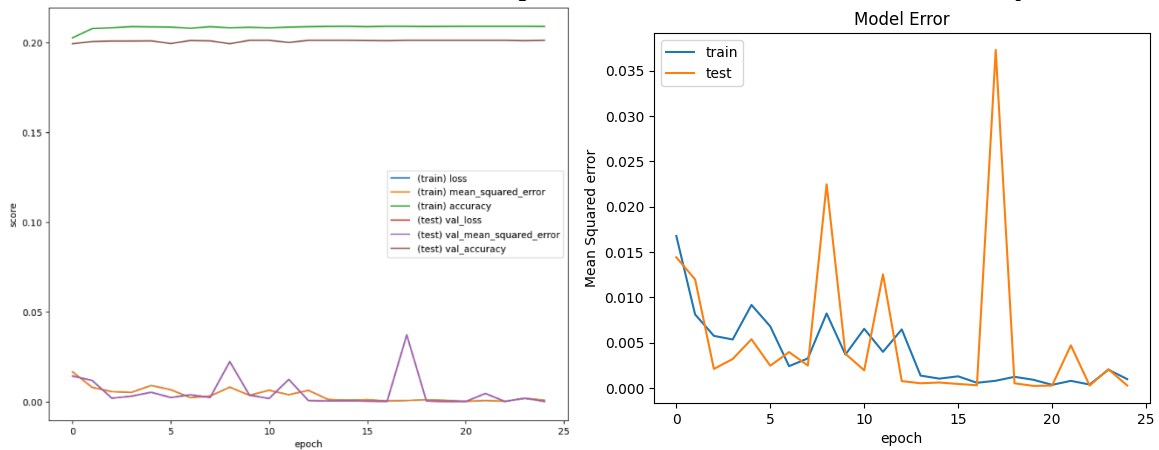 0.20
0.15
0.10
0.05
0.00
score
(train) loss
(train) mean_squared_error
(train) accuracy
(test) val_loss
(test) val_mean_squared_error
(test) val_accuracy
0 5 10 15 20 25
epoch
Model Error
train
test
0.035
0.030
0.025
0.020
0.015
0.010
0.005
0.000
Mean Squared error
0 5 10 15 20 25
epoch